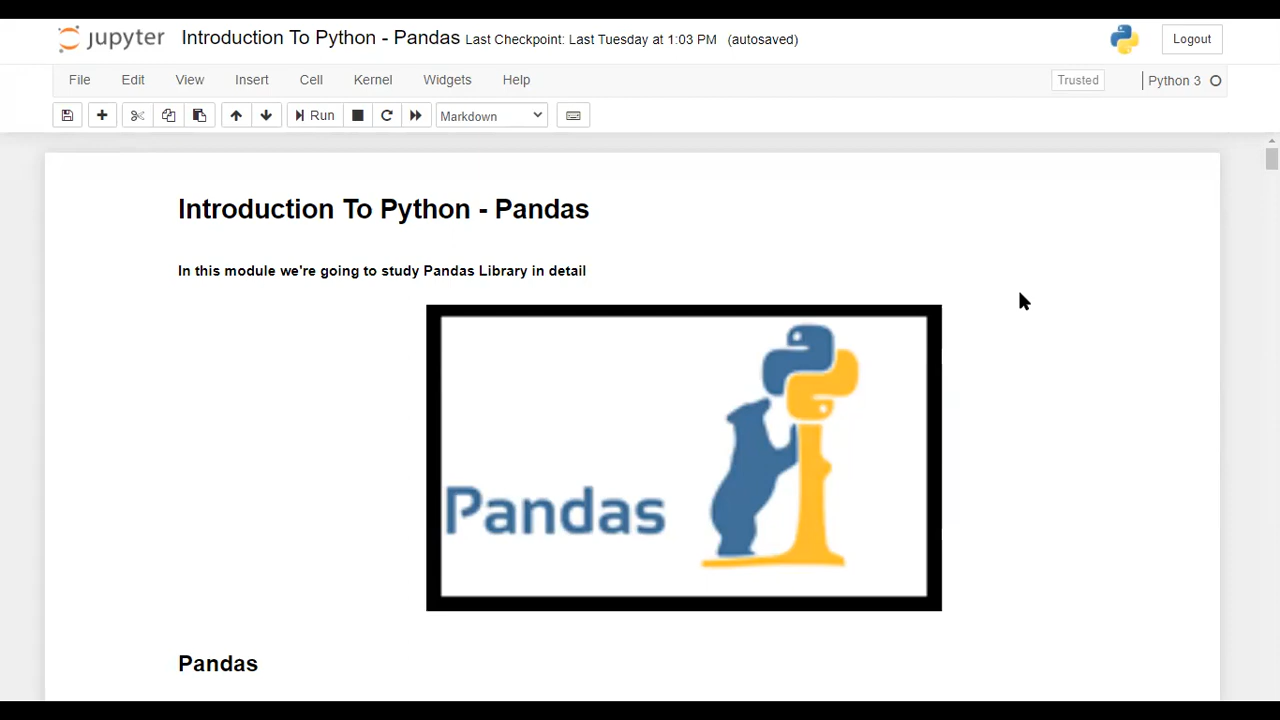 jupyter Introduction To Python - Pandas Last Checkpoint: Last Tuesday at 1:03 PM (autosaved) Logout
File Edit View Insert Cell Kernel Widgets Help Trusted Python 3
Run Markdown
Introduction To Python - Pandas
In this module we're going to study Pandas Library in detail
Pandas
Pandas